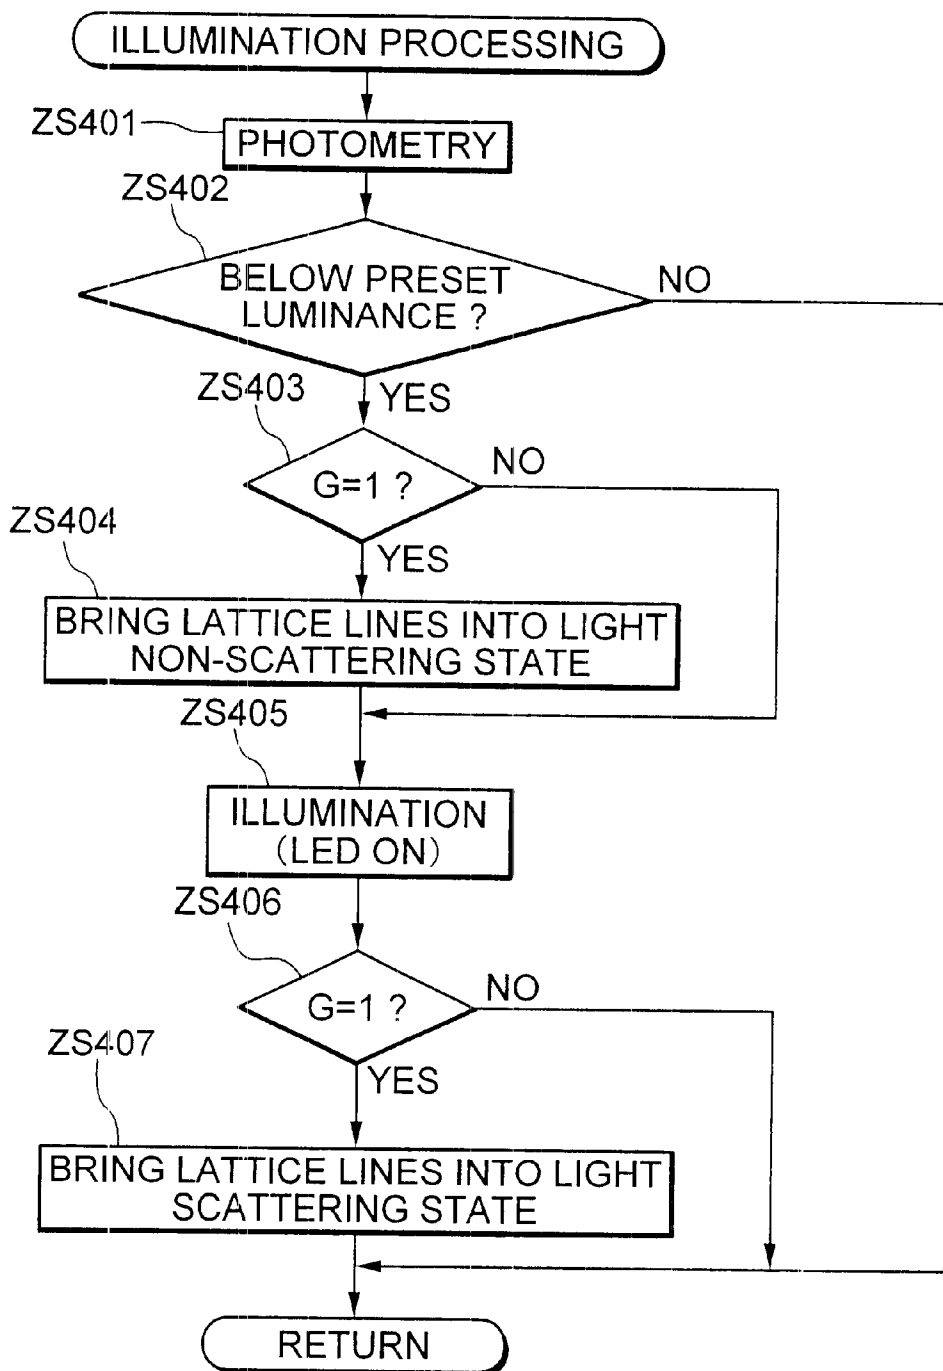 ILLUMINATION PROCESSING
ZS401
PHOTOMETRY
ZS402
BELOW PRESET
LUMINANCE ?
NO
YES
ZS403
G=1 ?
NO
YES
ZS404
BRING LATTICE LINES INTO LIGHT
NON-SCATTERING STATE
ZS405
ILLUMINATION
(LED ON)
ZS406
G=1 ?
NO
YES
ZS407
BRING LATTICE LINES INTO LIGHT
SCATTERING STATE
RETURN